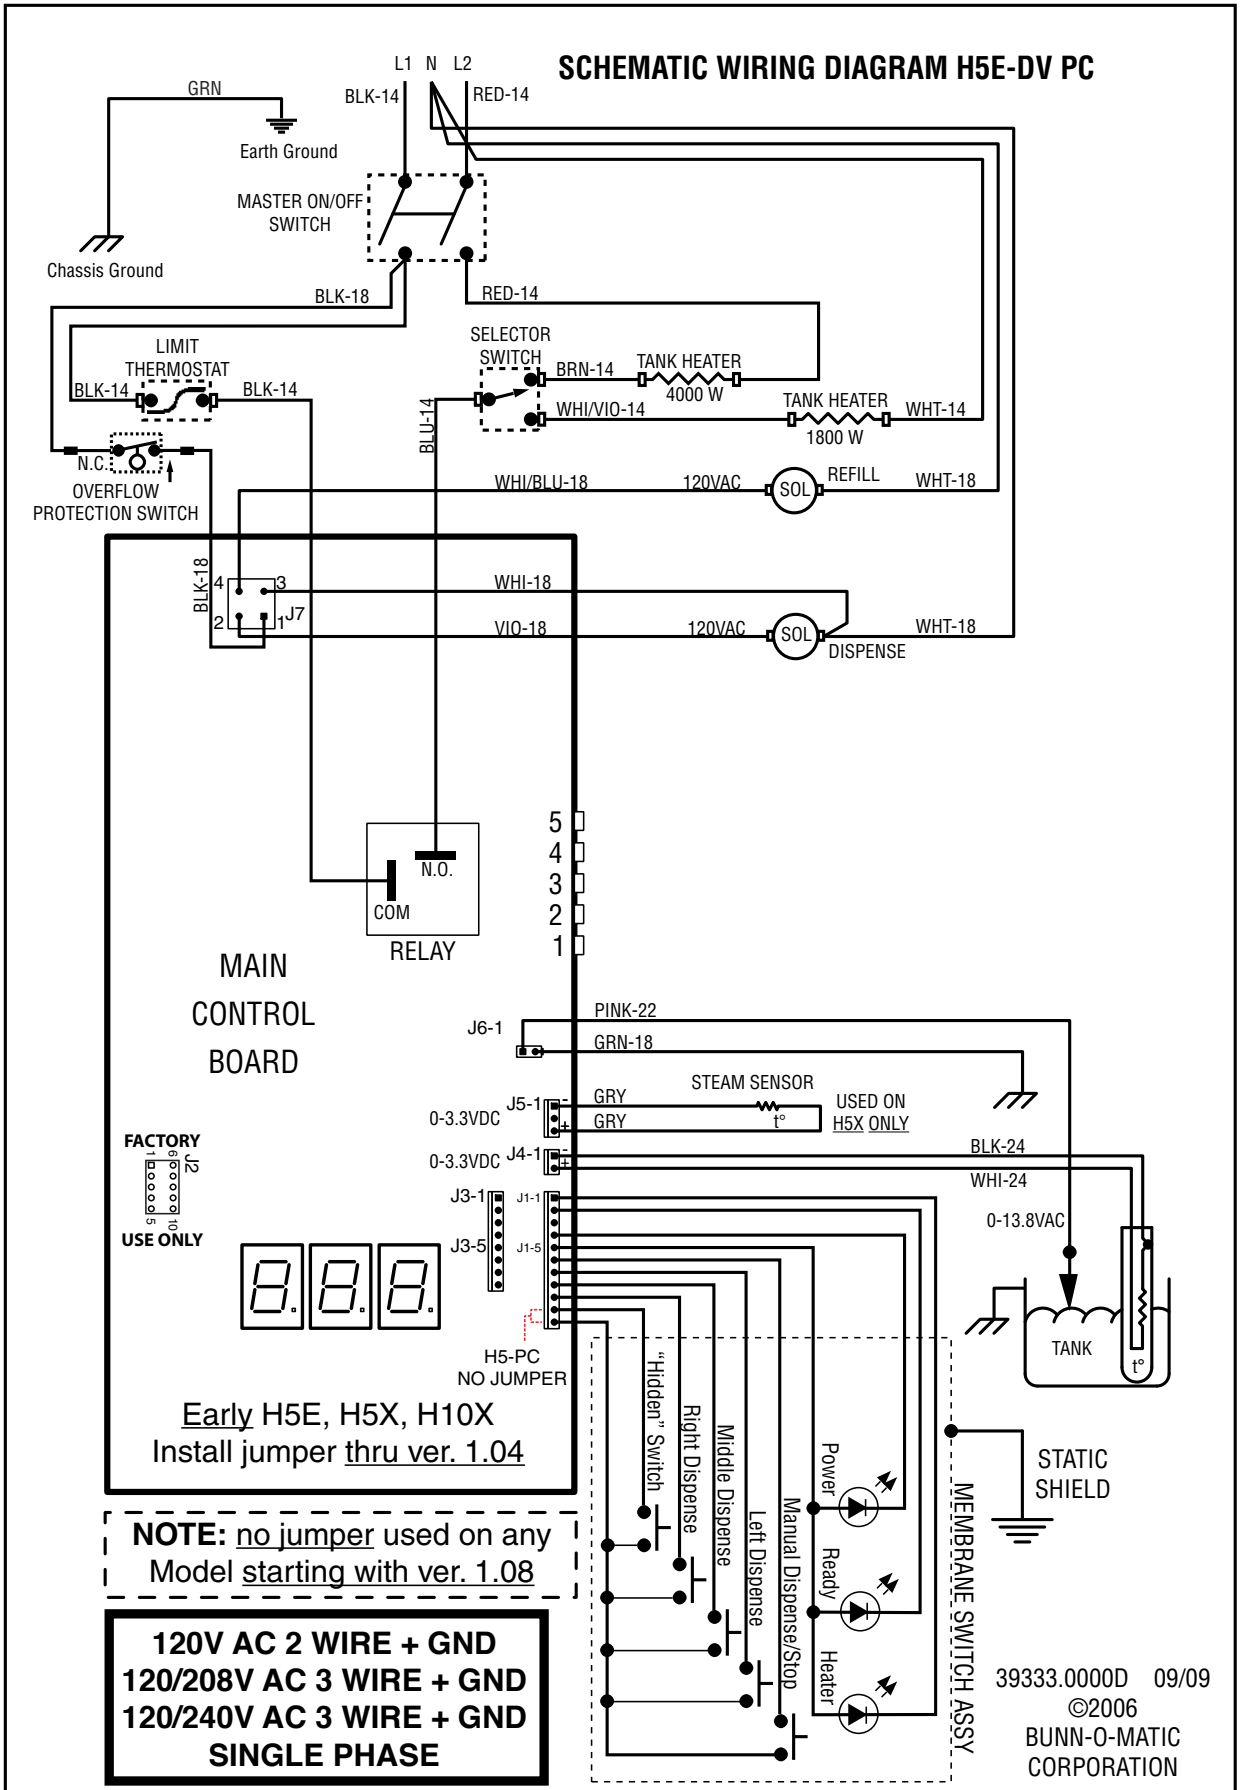 SCHEMATIC WIRING DIAGRAM H5E-DV PC
L1 N L2
BLK-14
RED-14
GRN
Earth Ground
Chassis Ground
MASTER ON/OFF
SWITCH
BLK-18
RED-14
LIMIT
THERMOSTAT
BLK-14
BLK-14
SELECTOR
SWITCH
BRN-14
TANK HEATER
4000 W
WHI/VIO-14
TANK HEATER
1800 W
WHT-14
BLU-14
N.C.
OVERFLOW
PROTECTION SWITCH
WHI/BLU-18
120VAC
SOL
REFILL
WHT-18
BLK-18
4
3
2
1
J7
WHI-18
VIO-18
120VAC
SOL
DISPENSE
WHT-18
5
4
3
2
1
N.O.
COM
RELAY
MAIN
CONTROL
BOARD
J6-1
PINK-22
GRN-18
J5-1
0-3.3VDC
-
+
GRY
GRY
STEAM SENSOR
t°
USED ON
H5X ONLY
J4-1
0-3.3VDC
-
+
BLK-24
WHI-24
0-13.8VAC
FACTORY
1
6
J2
5
10
USE ONLY
J3-1
J3-5
J1-1
J1-5
8.8.8.
H5-PC
NO JUMPER
TANK
t°
Early H5E, H5X, H10X
Install jumper thru ver. 1.04
"Hidden" Switch
Right Dispense
Middle Dispense
Left Dispense
Manual Dispense/Stop
Power
Ready
Heater
MEMBRANE SWITCH ASSY
STATIC
SHIELD
NOTE: no jumper used on any
Model starting with ver. 1.08
120V AC 2 WIRE + GND
120/208V AC 3 WIRE + GND
120/240V AC 3 WIRE + GND
SINGLE PHASE
39333.0000D 09/09
©2006
BUNN-O-MATIC
CORPORATION